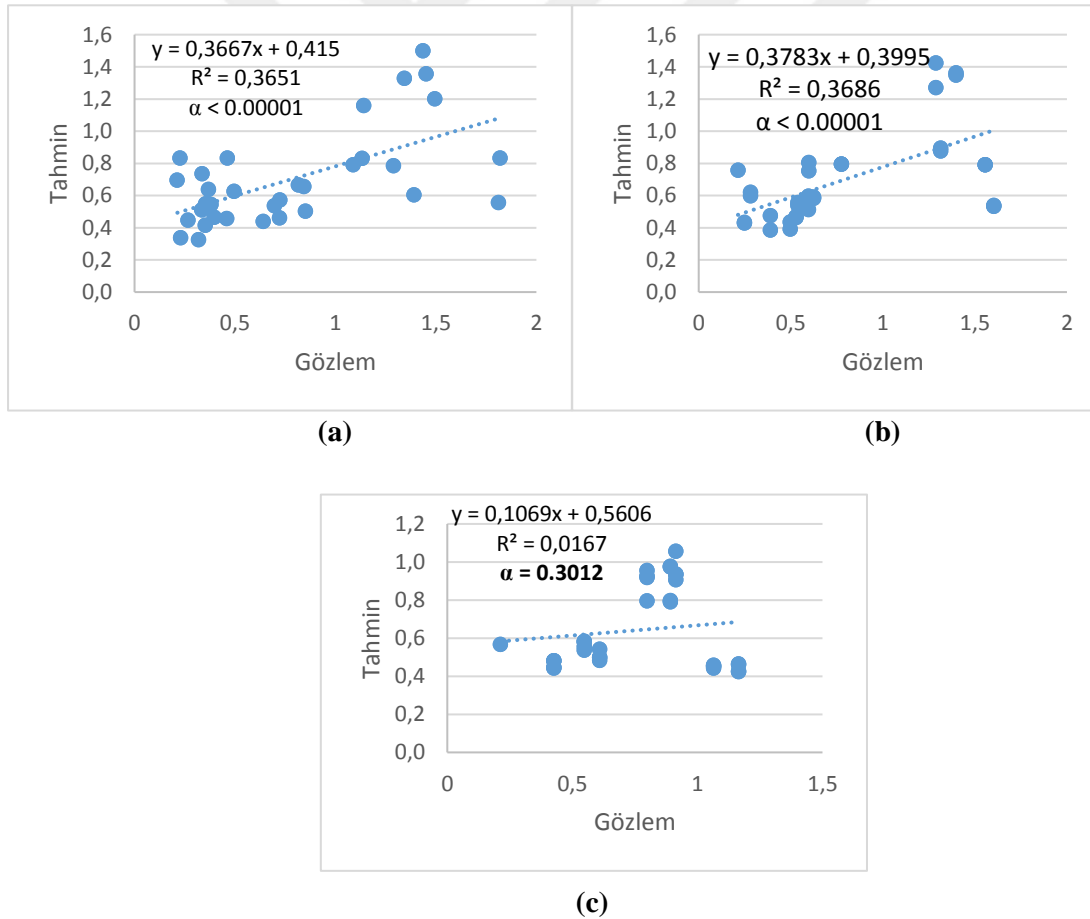 y = 0,3667x + 0,415
R² = 0,3651
α < 0.00001
1,6
1,4
1,2
1,0
0,8
0,6
0,4
0,2
0,0
Tahmin
0 0,5 1 1,5 2
Gözlem
(a)
y = 0,3783x + 0,3995
R² = 0,3686
α < 0.00001
1,6
1,4
1,2
1,0
0,8
0,6
0,4
0,2
0,0
Tahmin
0 0,5 1 1,5 2
Gözlem
(b)
y = 0,1069x + 0,5606
R² = 0,0167
α = 0.3012
1,2
1,0
0,8
0,6
0,4
0,2
0,0
Tahmin
0 0,5 1 1,5
Gözlem
(c)